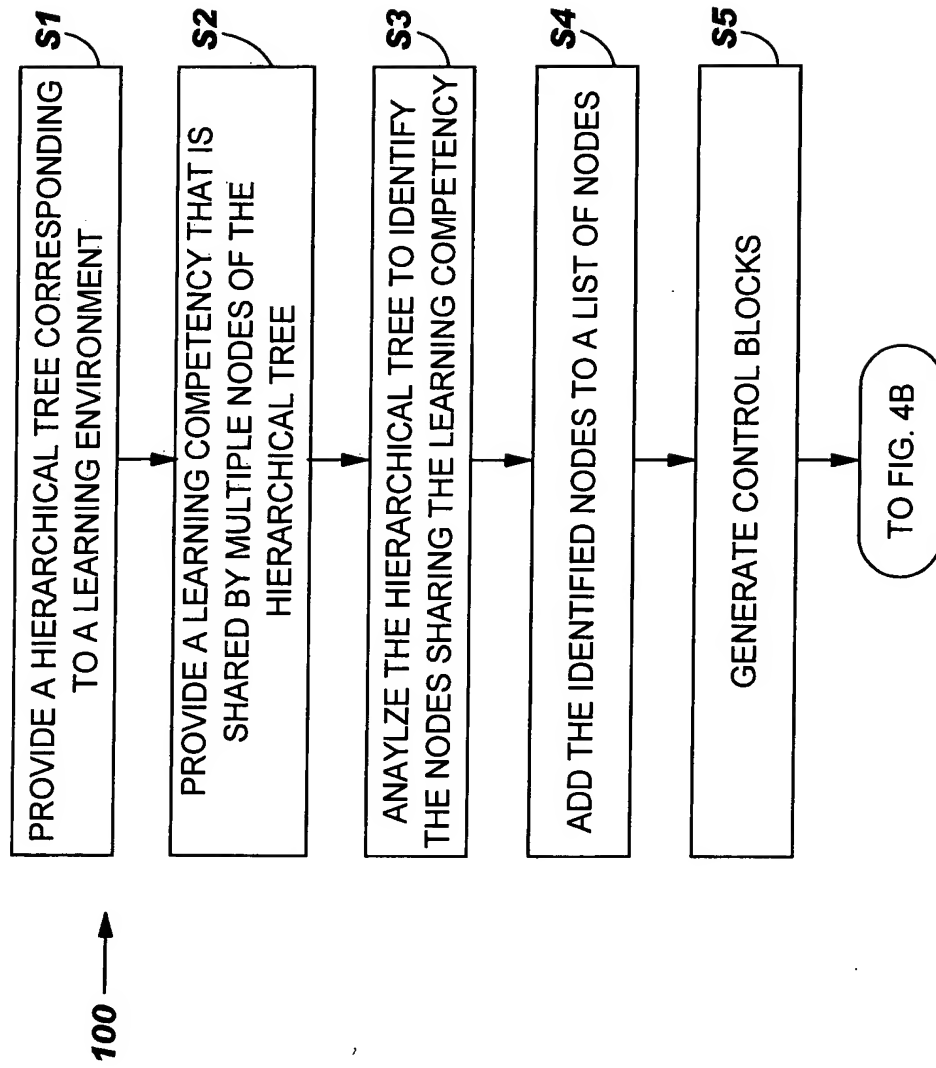 100
PROVIDE A HIERARCHICAL TREE CORRESPONDING
TO A LEARNING ENVIRONMENT
S1
PROVIDE A LEARNING COMPETENCY THAT IS
SHARED BY MULTIPLE NODES OF THE
HIERARCHICAL TREE
S2
ANAYLZE THE HIERARCHICAL TREE TO IDENTIFY
THE NODES SHARING THE LEARNING COMPETENCY
S3
ADD THE IDENTIFIED NODES TO A LIST OF NODES
S4
GENERATE CONTROL BLOCKS
S5
TO FIG. 4B